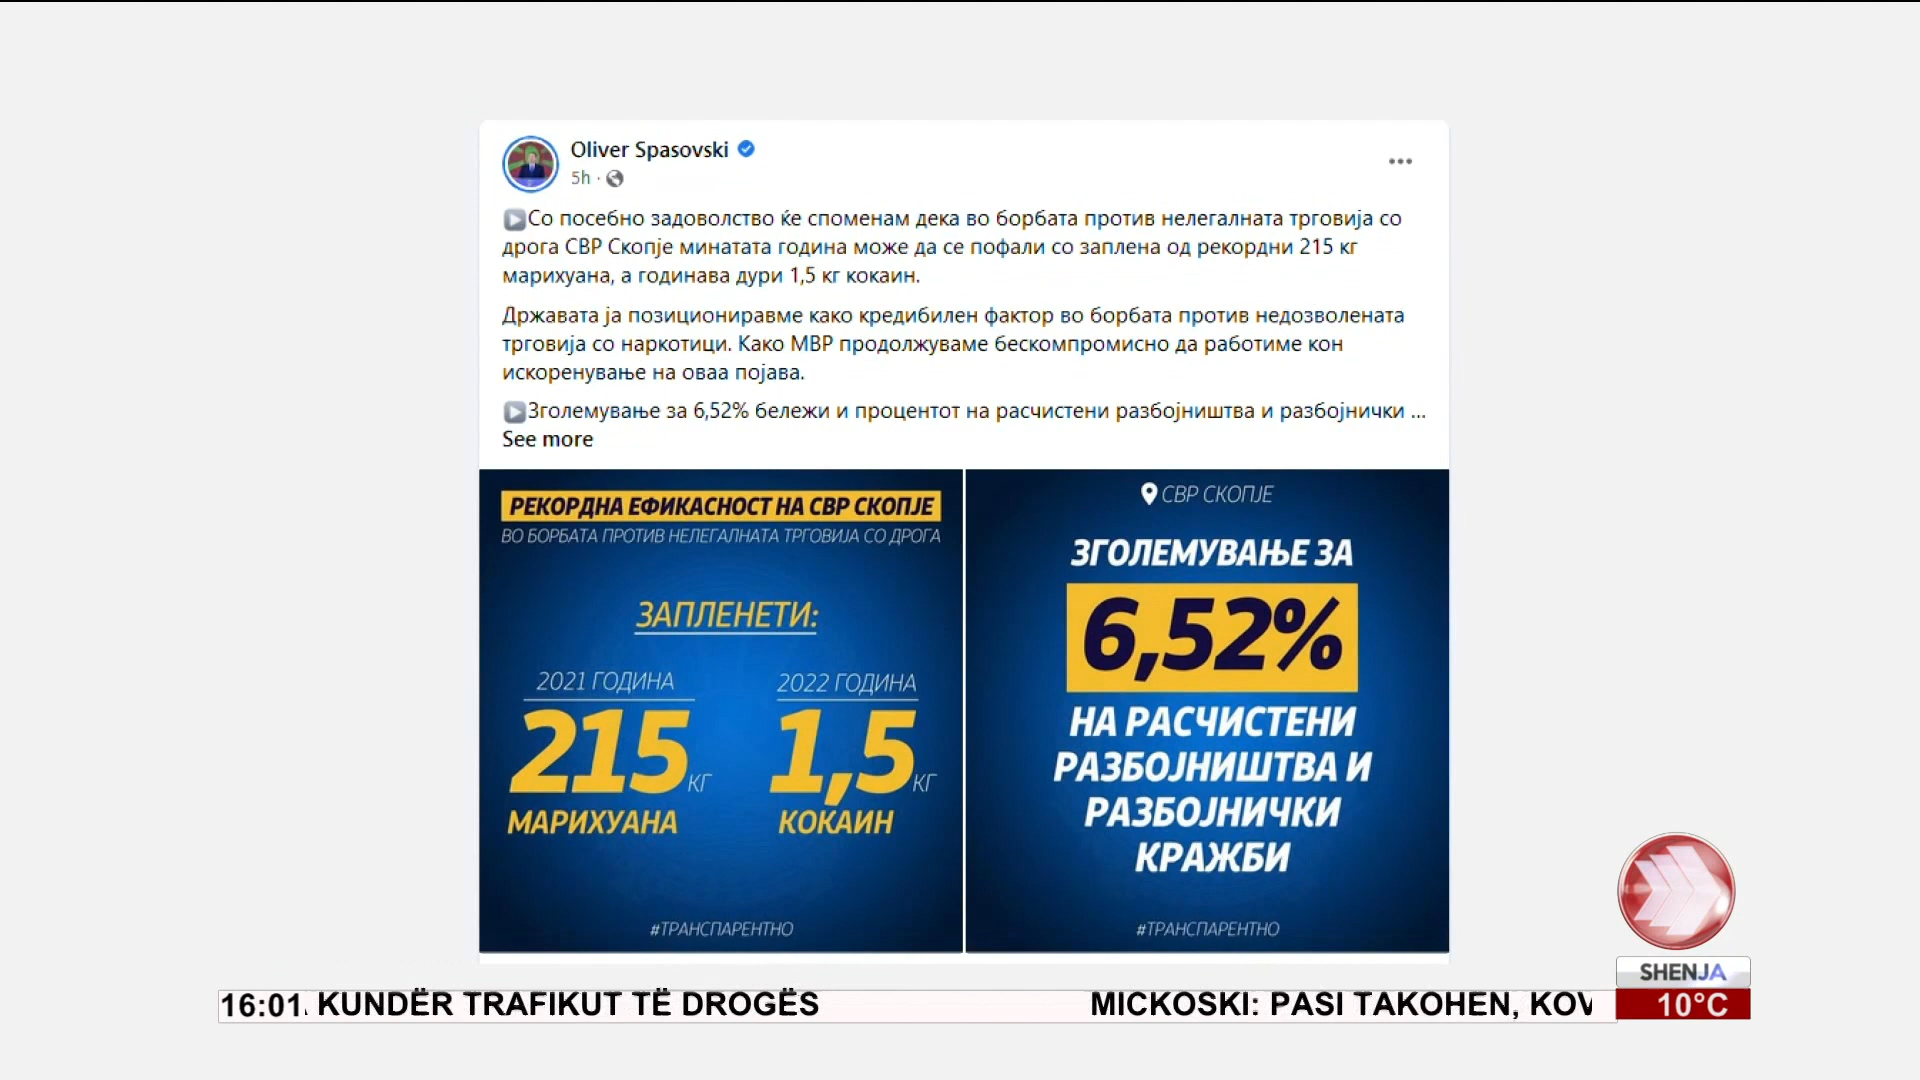 Oliver Spasovski
5h ·
Со посебно задоволство ќе споменам дека во борбата против нелегалната трговија со
дрога СВР Скопје минатата година може да се пофали со заплена од рекордни 215 кг
марихуана, а годинава дури 1,5 кг кокаин.
Државата ја позициониравме како кредибилен фактор во борбата против недозволената
трговија со наркотици. Како МВР продолжуваме бескомпромисно да работиме кон
искоренување на оваа појава.
Зголемување за 6,52% бележи и процентот на расчистени разбојништва и разбојнички ...
See more
РЕКОРДНА ЕФИКАСНОСТ НА СВР СКОПЈЕ
ВО БОРБАТА ПРОТИВ НЕЛЕГАЛНАТА ТРГОВИЈА СО ДРОГА
ЗАПЛЕНЕТИ:
2021 ГОДИНА
215 КГ
МАРИХУАНА
2022 ГОДИНА
1,5 КГ
КОКАИН
#ТРАНСПАРЕНТНО
СВР СКОПЈЕ
ЗГОЛЕМУВАЊЕ ЗА
6,52%
НА РАСЧИСТЕНИ
РАЗБОЈНИШТВА И
РАЗБОЈНИЧКИ
КРАЖБИ
#ТРАНСПАРЕНТНО
SHENJA
16:01 KUNDËR TRAFIKUT TË DROGËS MICKOSKI: PASI TAKOHEN, KOV
10°C